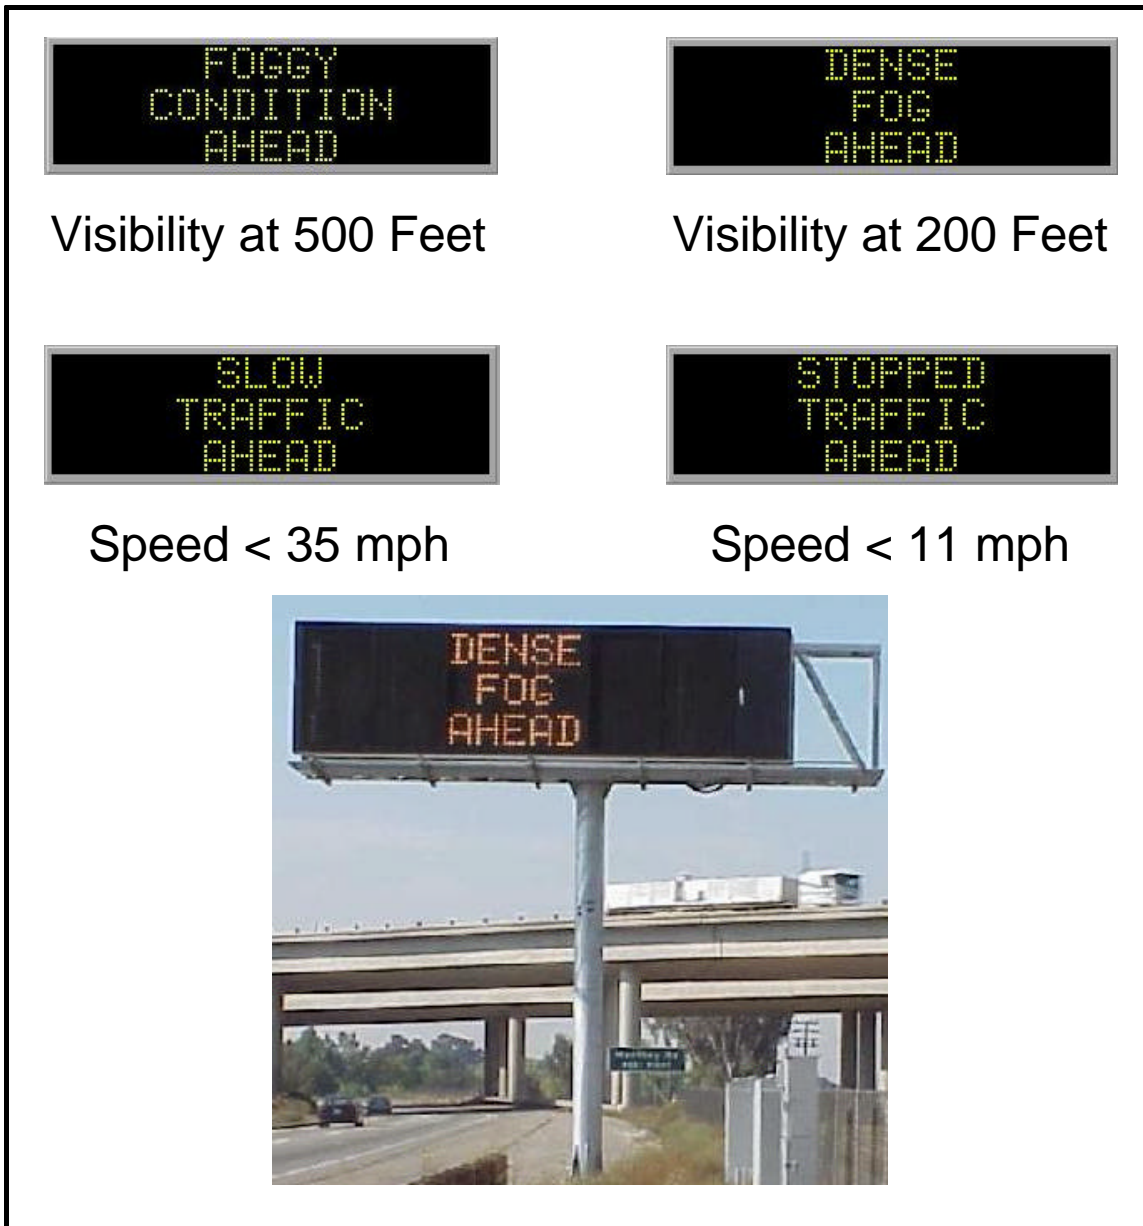 FOGGY
CONDITION
AHEAD
Visibility at 500 Feet
DENSE
FOG
AHEAD
Visibility at 200 Feet
SLOW
TRAFFIC
AHEAD
Speed < 35 mph
STOPPED
TRAFFIC
AHEAD
Speed < 11 mph
DENSE
FOG
AHEAD